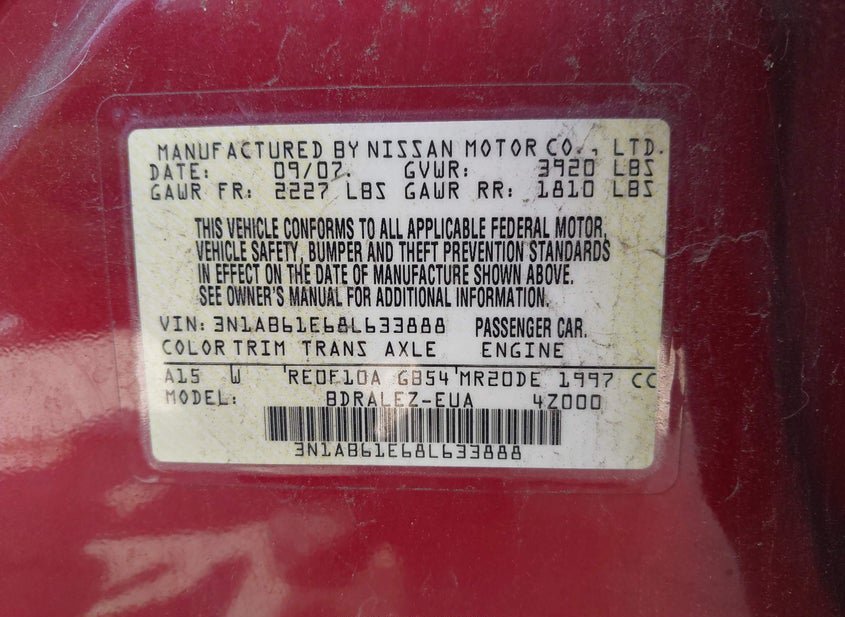 MANUFACTURED BY NISSAN MOTOR CO., LTD.
DATE: 09/07. GVWR: 3920 LBS
GAWR FR: 2227 LBS GAWR RR: 1810 LBS
THIS VEHICLE CONFORMS TO ALL APPLICABLE FEDERAL MOTOR,
VEHICLE SAFETY, BUMPER AND THEFT PREVENTION STANDARDS
IN EFFECT ON THE DATE OF MANUFACTURE SHOWN ABOVE.
SEE OWNER'S MANUAL FOR ADDITIONAL INFORMATION.
VIN: 3N1AB61E68L633888 PASSENGER CAR.
COLOR TRIM TRANS AXLE ENGINE
A15 W RE0F10A GB54 MR20DE 1997 CC
MODEL: BDRALEZ-EUA 4Z000
3N1AB61E68L633888